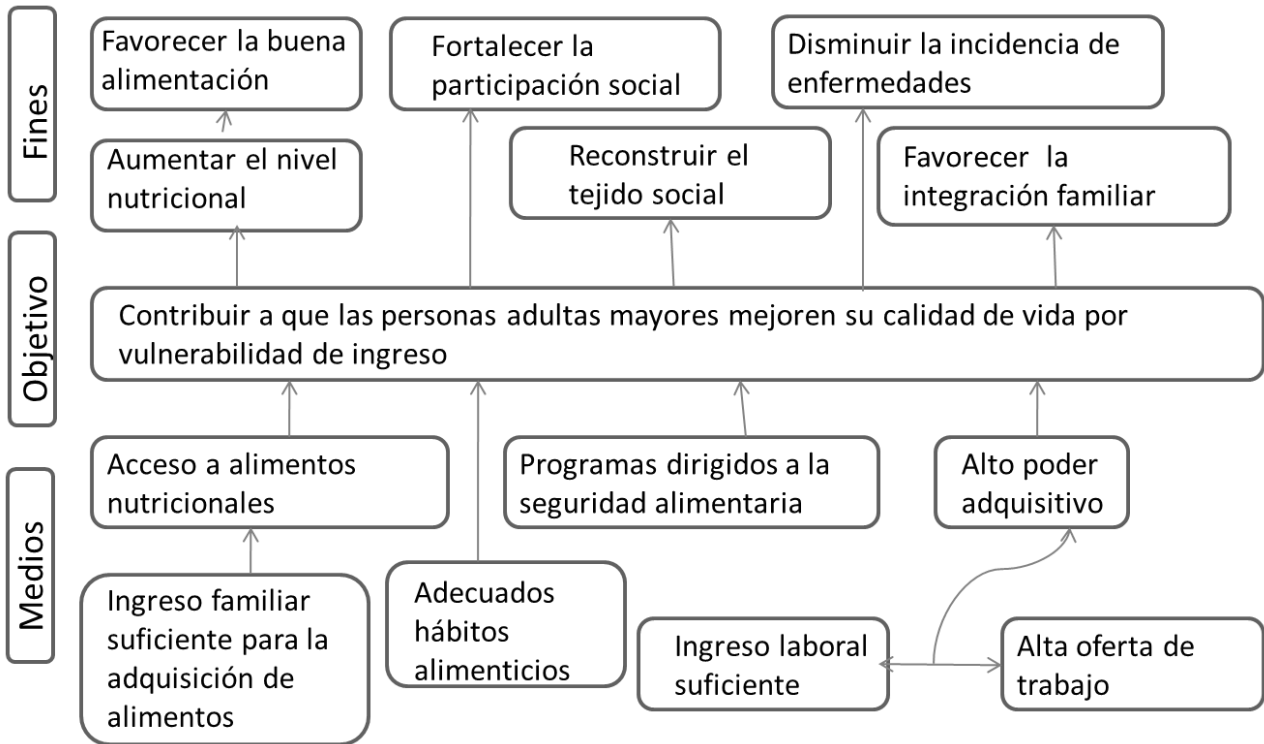 Fines
Favorecer la buena
alimentación
Fortalecer la
participación social
Disminuir la incidencia de
enfermedades
Aumentar el nivel
nutricional
Reconstruir el
tejido social
Favorecer la
integración familiar
Objetivo
Contribuir a que las personas adultas mayores mejoren su calidad de vida por
vulnerabilidad de ingreso
Medios
Acceso a alimentos
nutricionales
Programas dirigidos a la
seguridad alimentaria
Alto poder
adquisitivo
Ingreso familiar
suficiente para la
adquisición de
alimentos
Adecuados
hábitos
alimenticios
Ingreso laboral
suficiente
Alta oferta de
trabajo